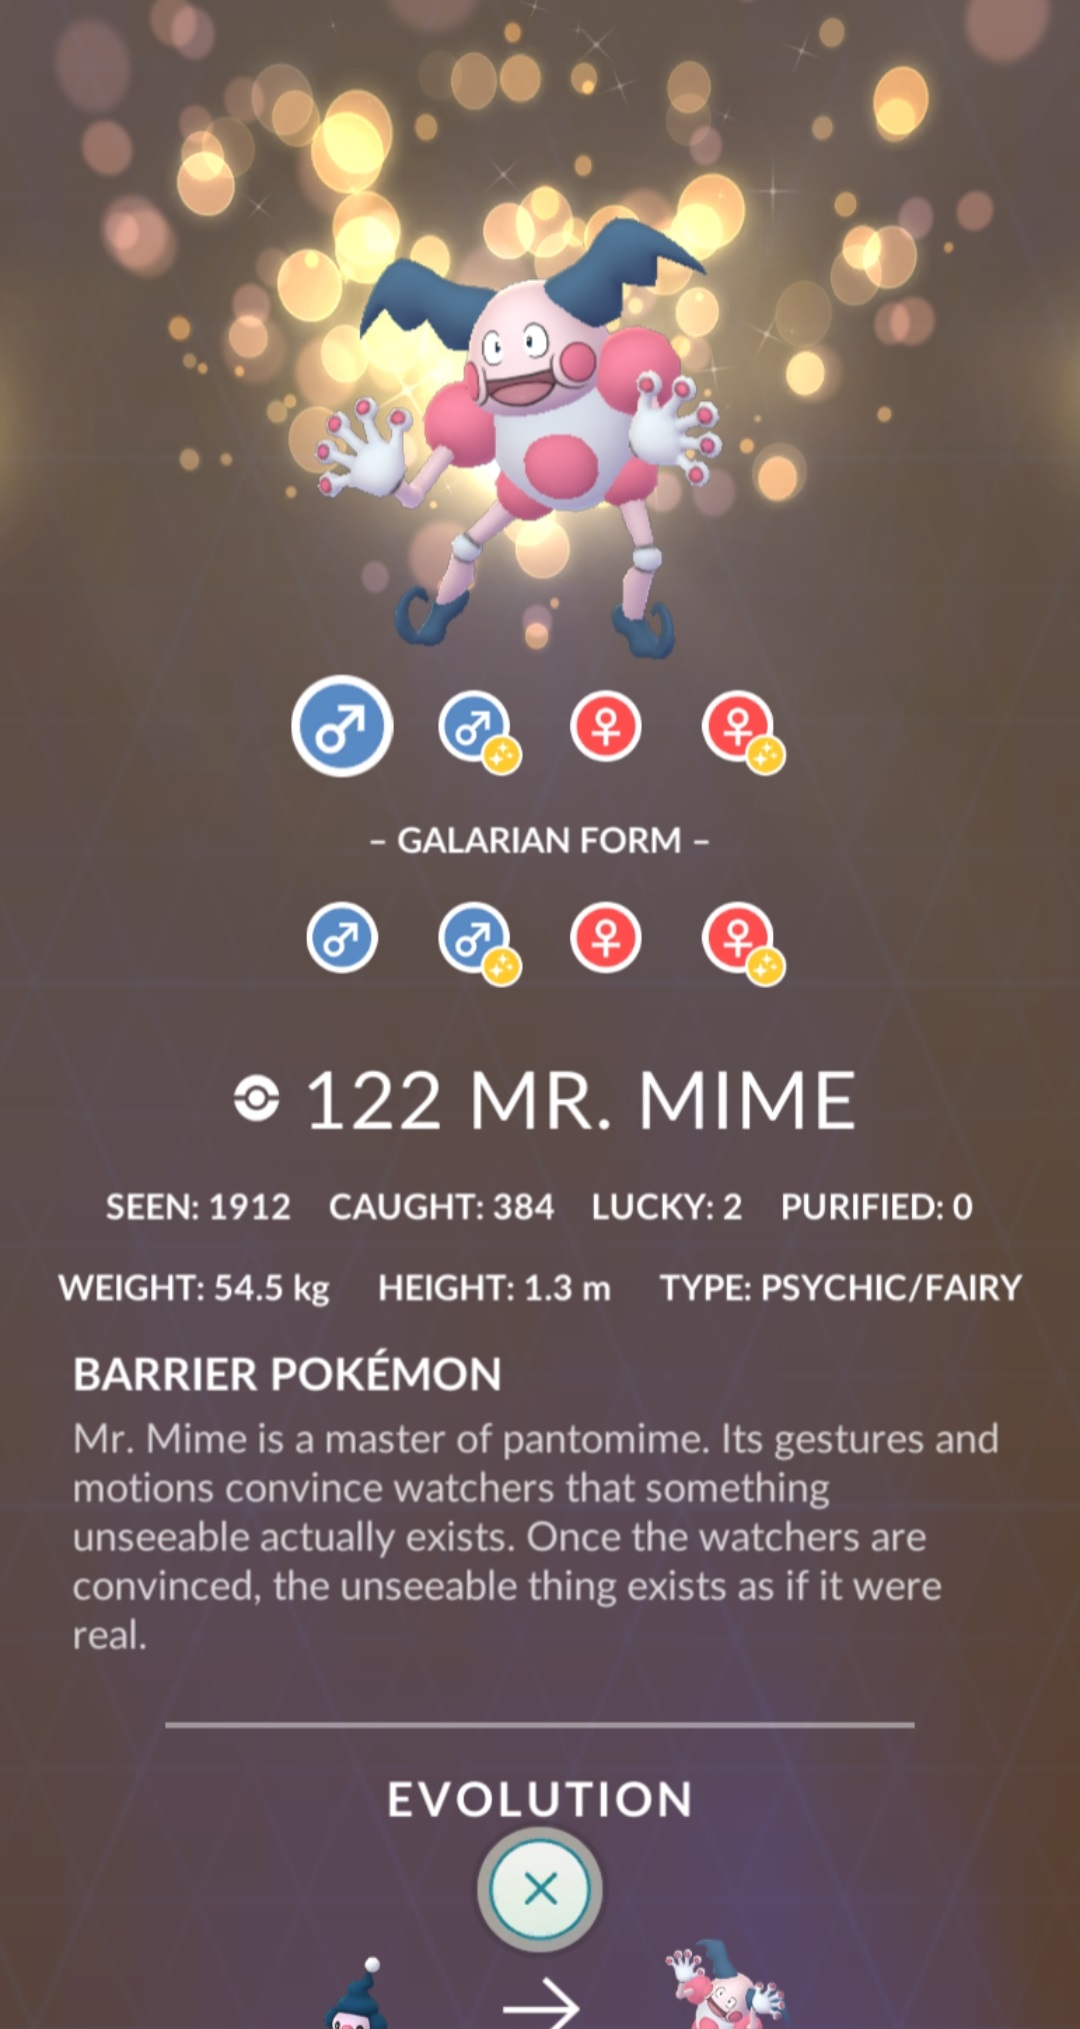 – GALARIAN FORM –
122 MR. MIME
SEEN: 1912 CAUGHT: 384 LUCKY: 2 PURIFIED: 0
WEIGHT: 54.5 kg HEIGHT: 1.3 m TYPE: PSYCHIC/FAIRY
BARRIER POKÉMON
Mr. Mime is a master of pantomime. Its gestures and
motions convince watchers that something
unseeable actually exists. Once the watchers are
convinced, the unseeable thing exists as if it were
real.
EVOLUTION